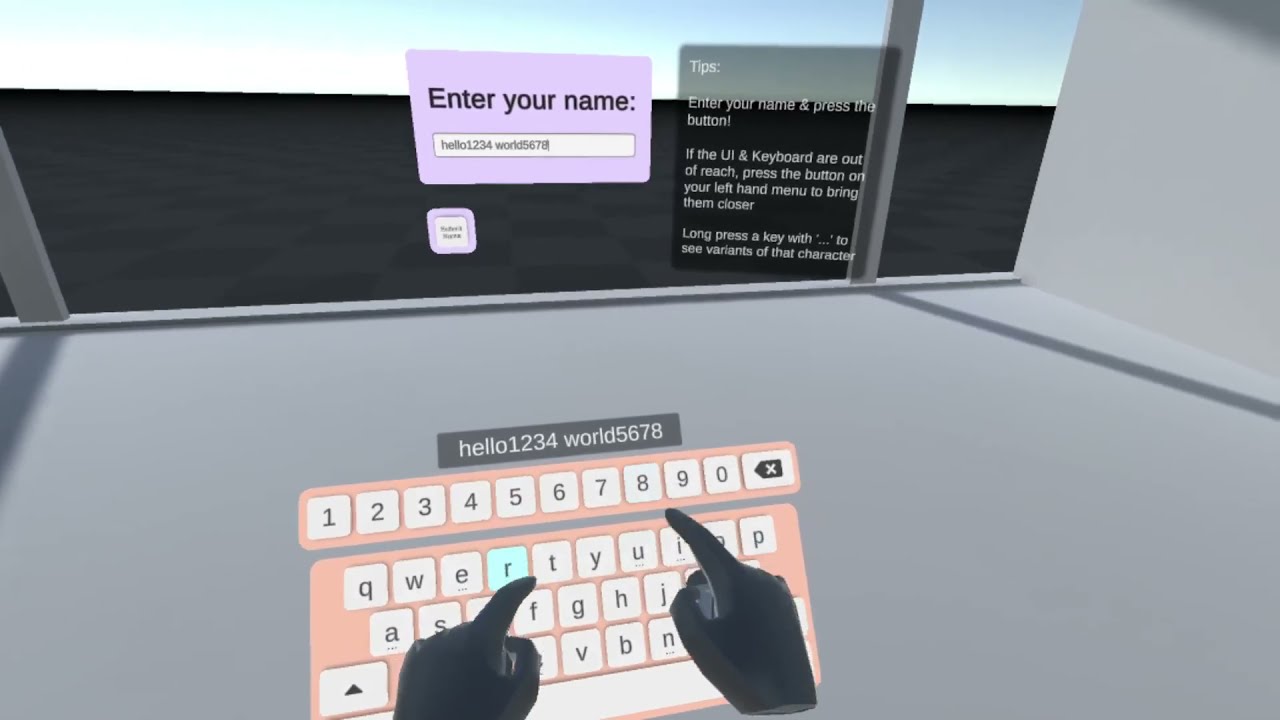 Enter your name:
hello1234 world5678
Tips:
Enter your name & press the
button!
If the UI & Keyboard are out
of reach, press the button on
your left hand menu to bring
them closer
Long press a key with '...' to
see variants of that character
Submit
Name
hello1234 world5678
1 2 3 4 5 6 7 8 9 0
q w e r t y u i p
a s f g h j
v b n